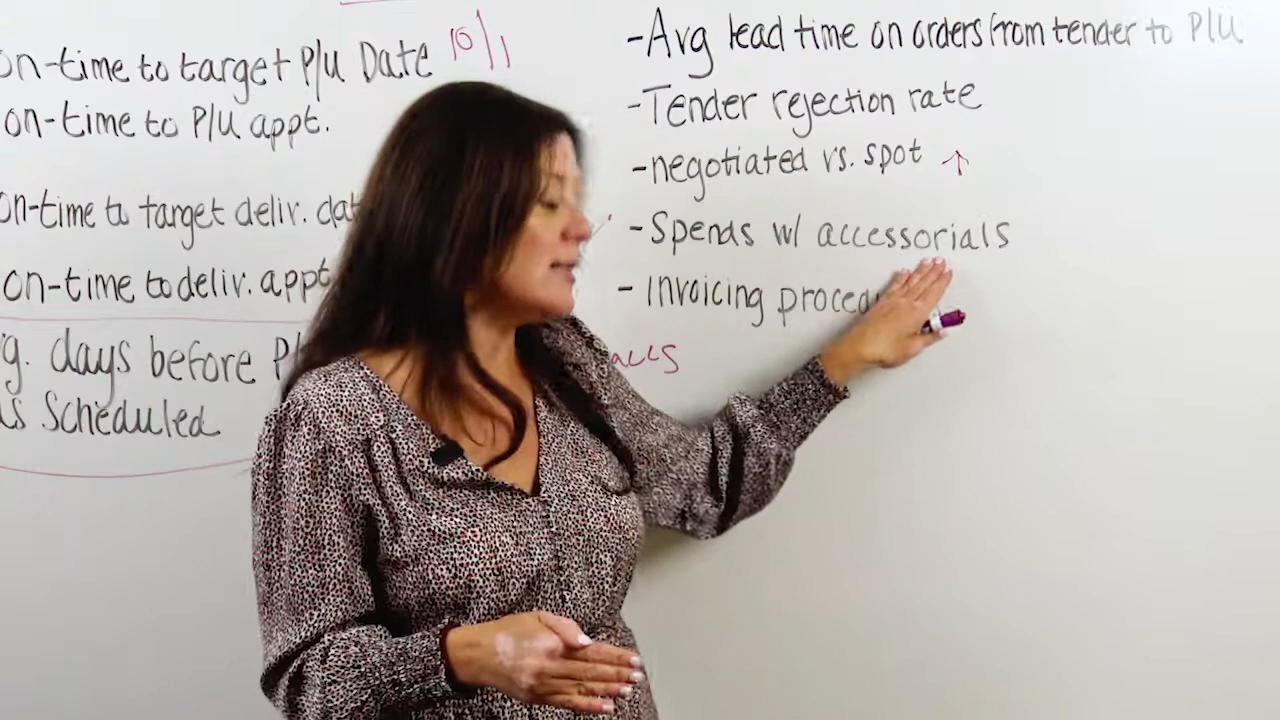 on-time to target P/U Date 10/1
on-time to P/U appt.
on-time to target deliv.
on-time to deliv. appt
days before
Scheduled
-Avg lead time on orders from tender to P/U
-Tender rejection rate
-negotiated vs. spot ↑
-Spends w/ accessorials
- Invoicing